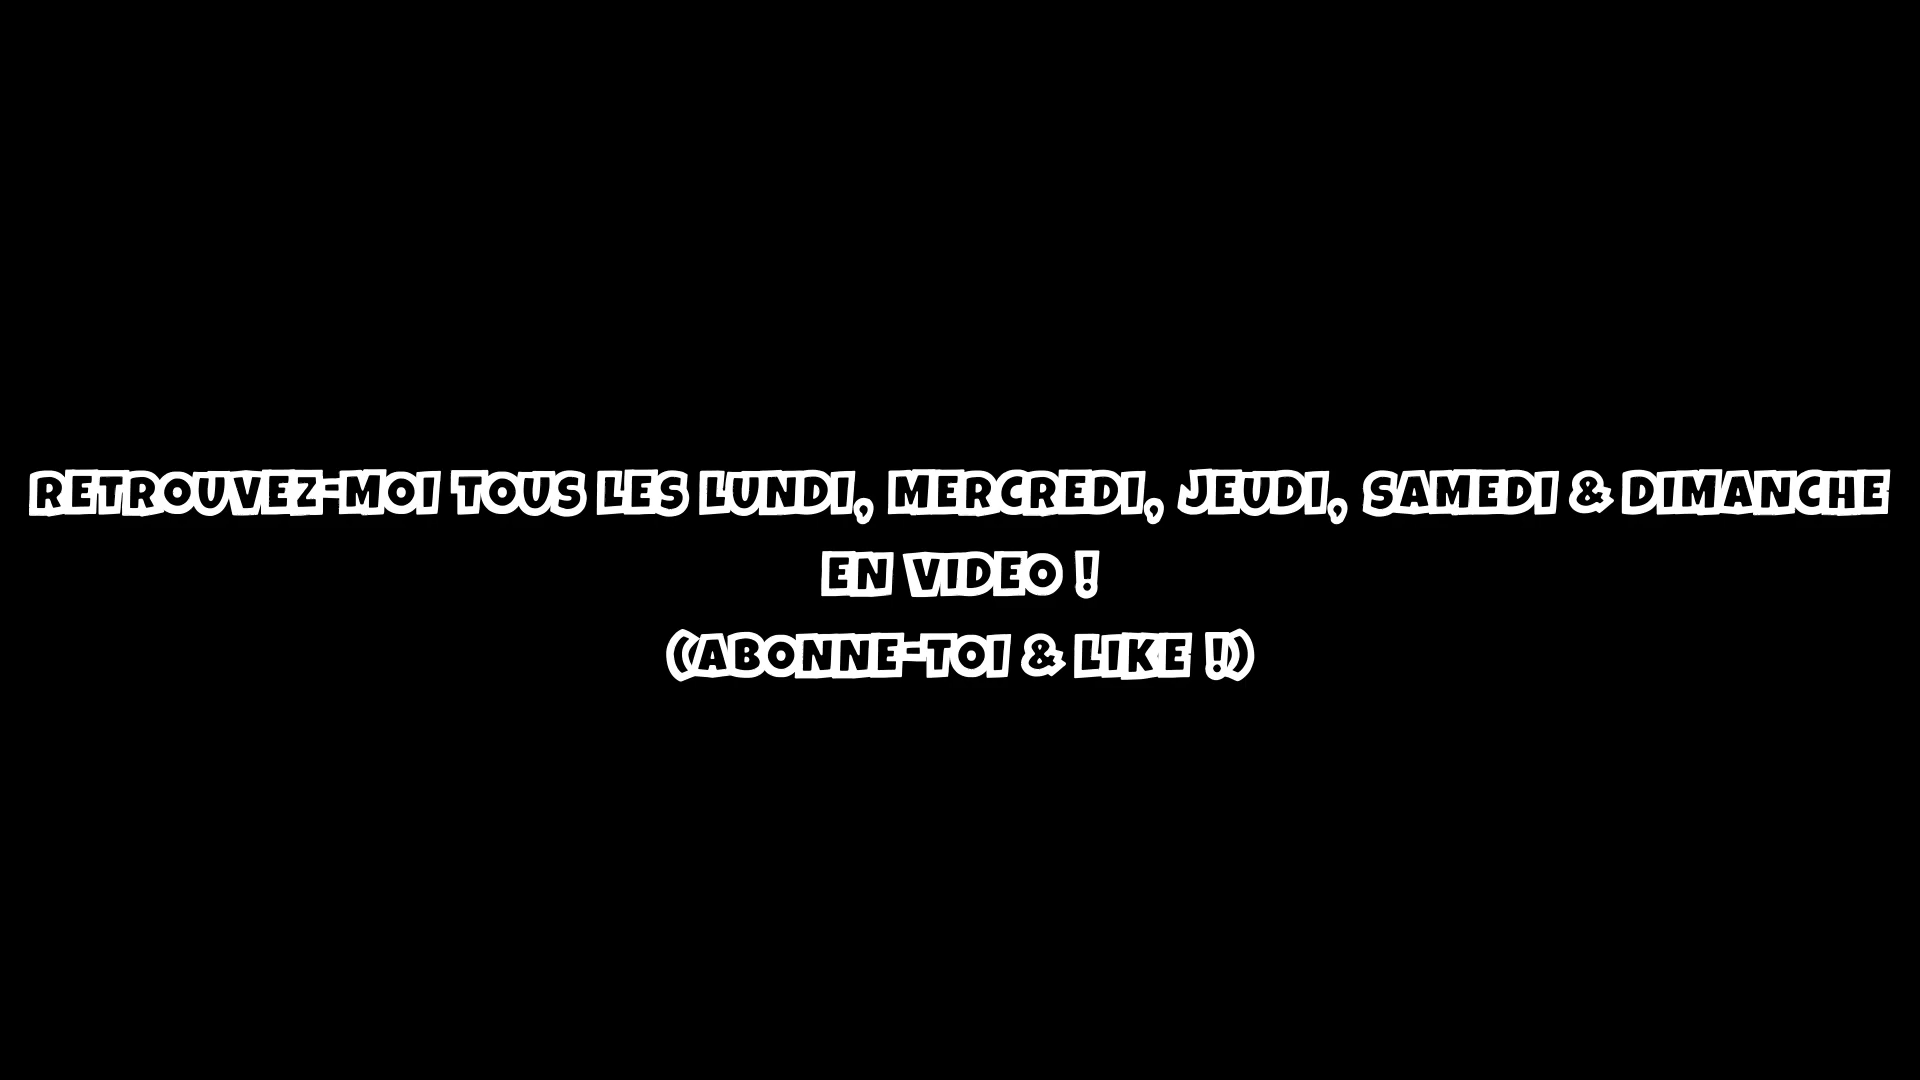 RETROUVEZ-MOI TOUS LES LUNDI, MERCREDI, JEUDI, SAMEDI & DIMANCHE
EN VIDEO !
(ABONNE-TOI & LIKE !)